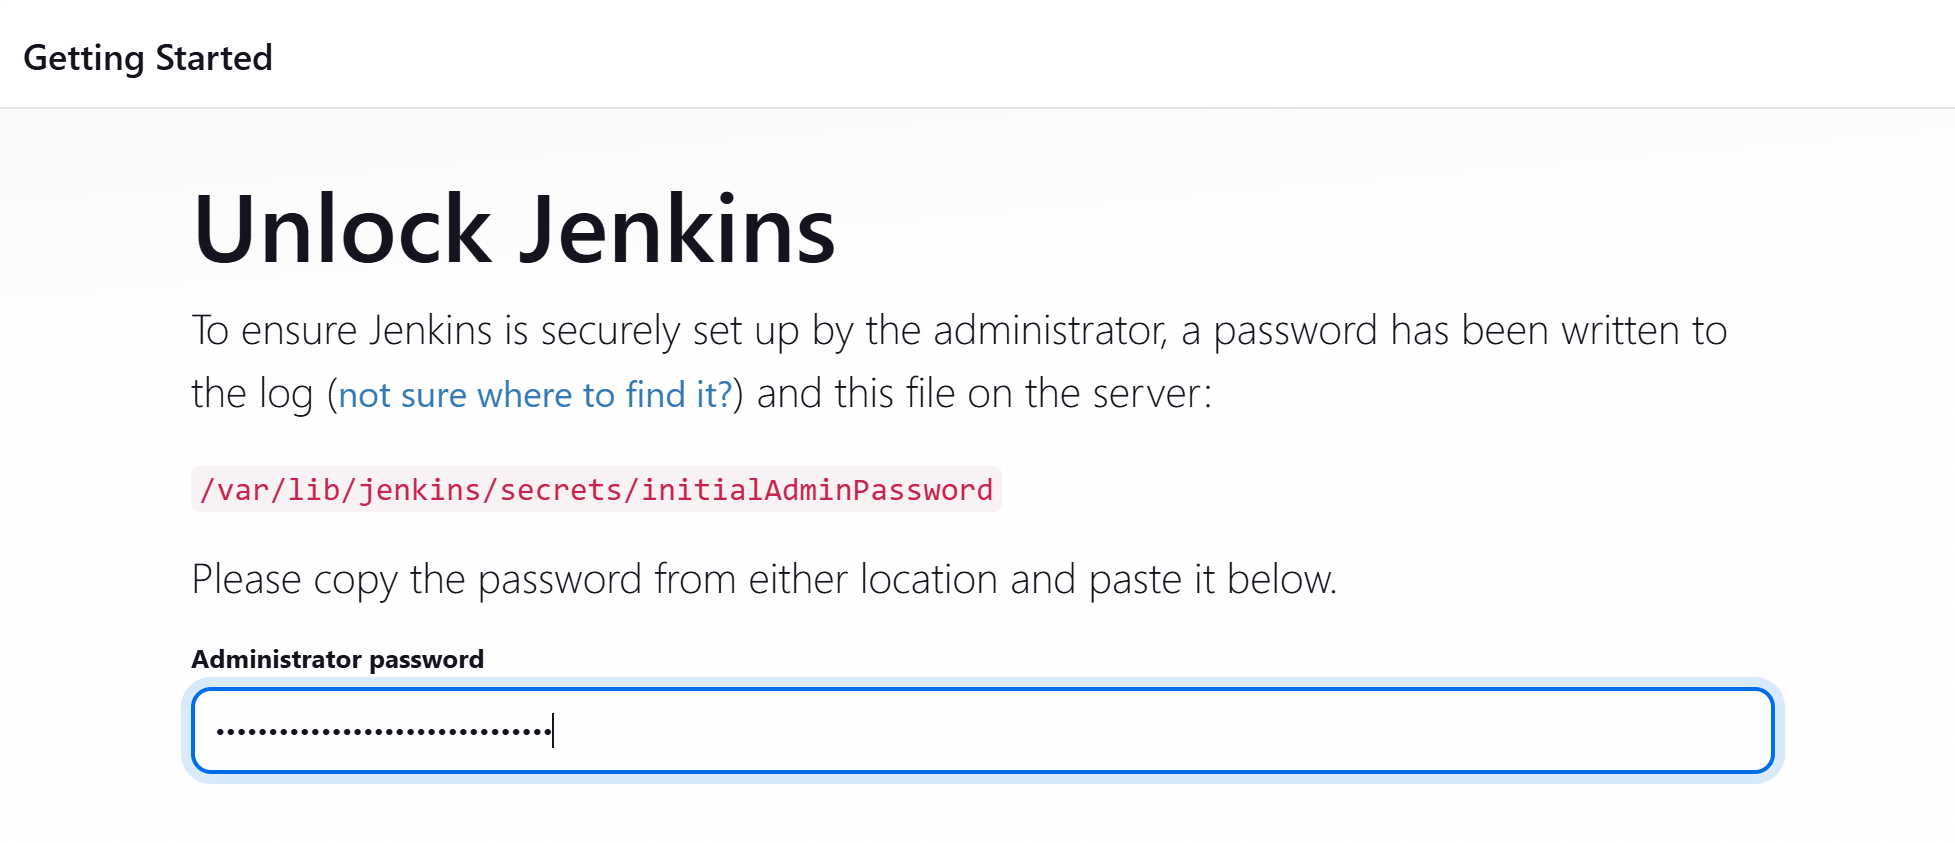 Getting Started
Unlock Jenkins
To ensure Jenkins is securely set up by the administrator, a password has been written to
the log (not sure where to find it?) and this file on the server:
/var/lib/jenkins/secrets/initialAdminPassword
Please copy the password from either location and paste it below.
Administrator password
••••••••••••••••••••••••••••••••